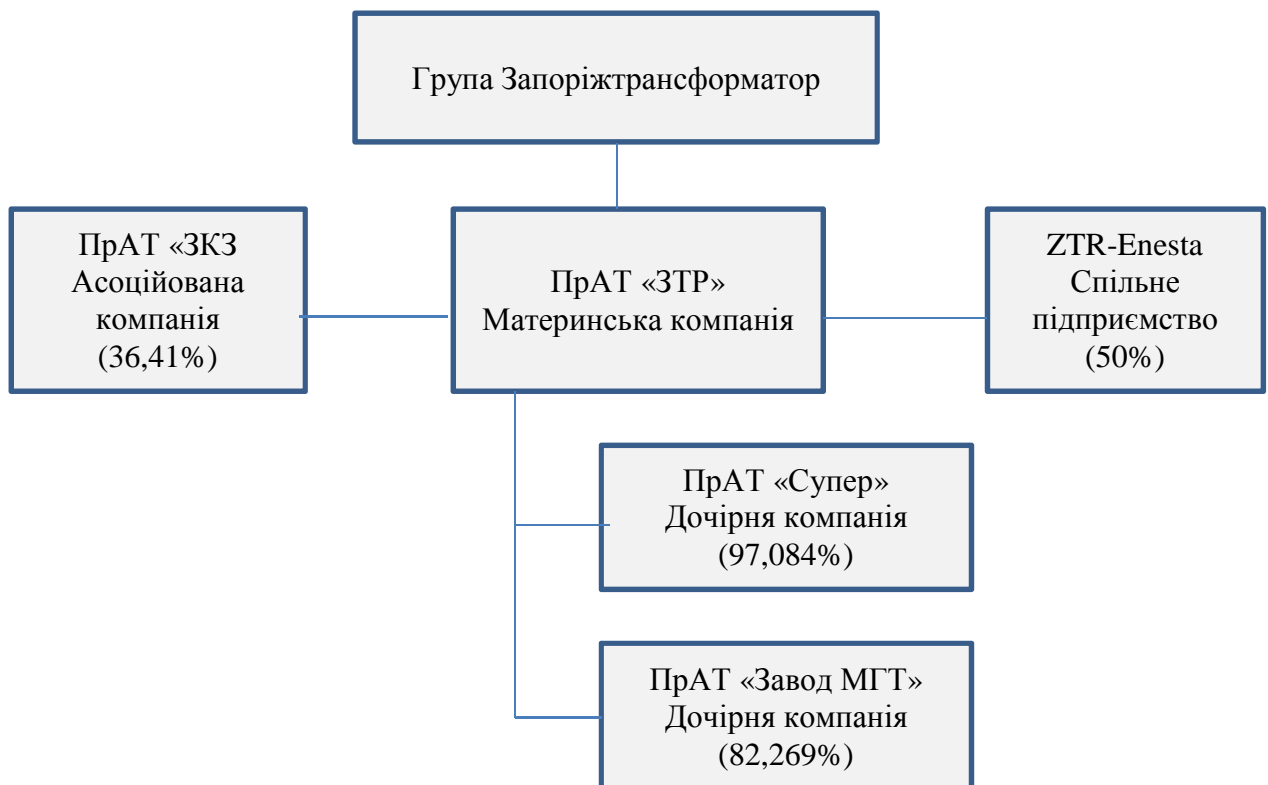 Група Запоріжтрансформатор
ПрАТ «ЗКЗ
Асоційована
компанія
(36,41%)
ПрАТ «ЗТР»
Материнська компанія
ZTR-Enesta
Спільне
підприємство
(50%)
ПрАТ «Супер»
Дочірня компанія
(97,084%)
ПрАТ «Завод МГТ»
Дочірня компанія
(82,269%)